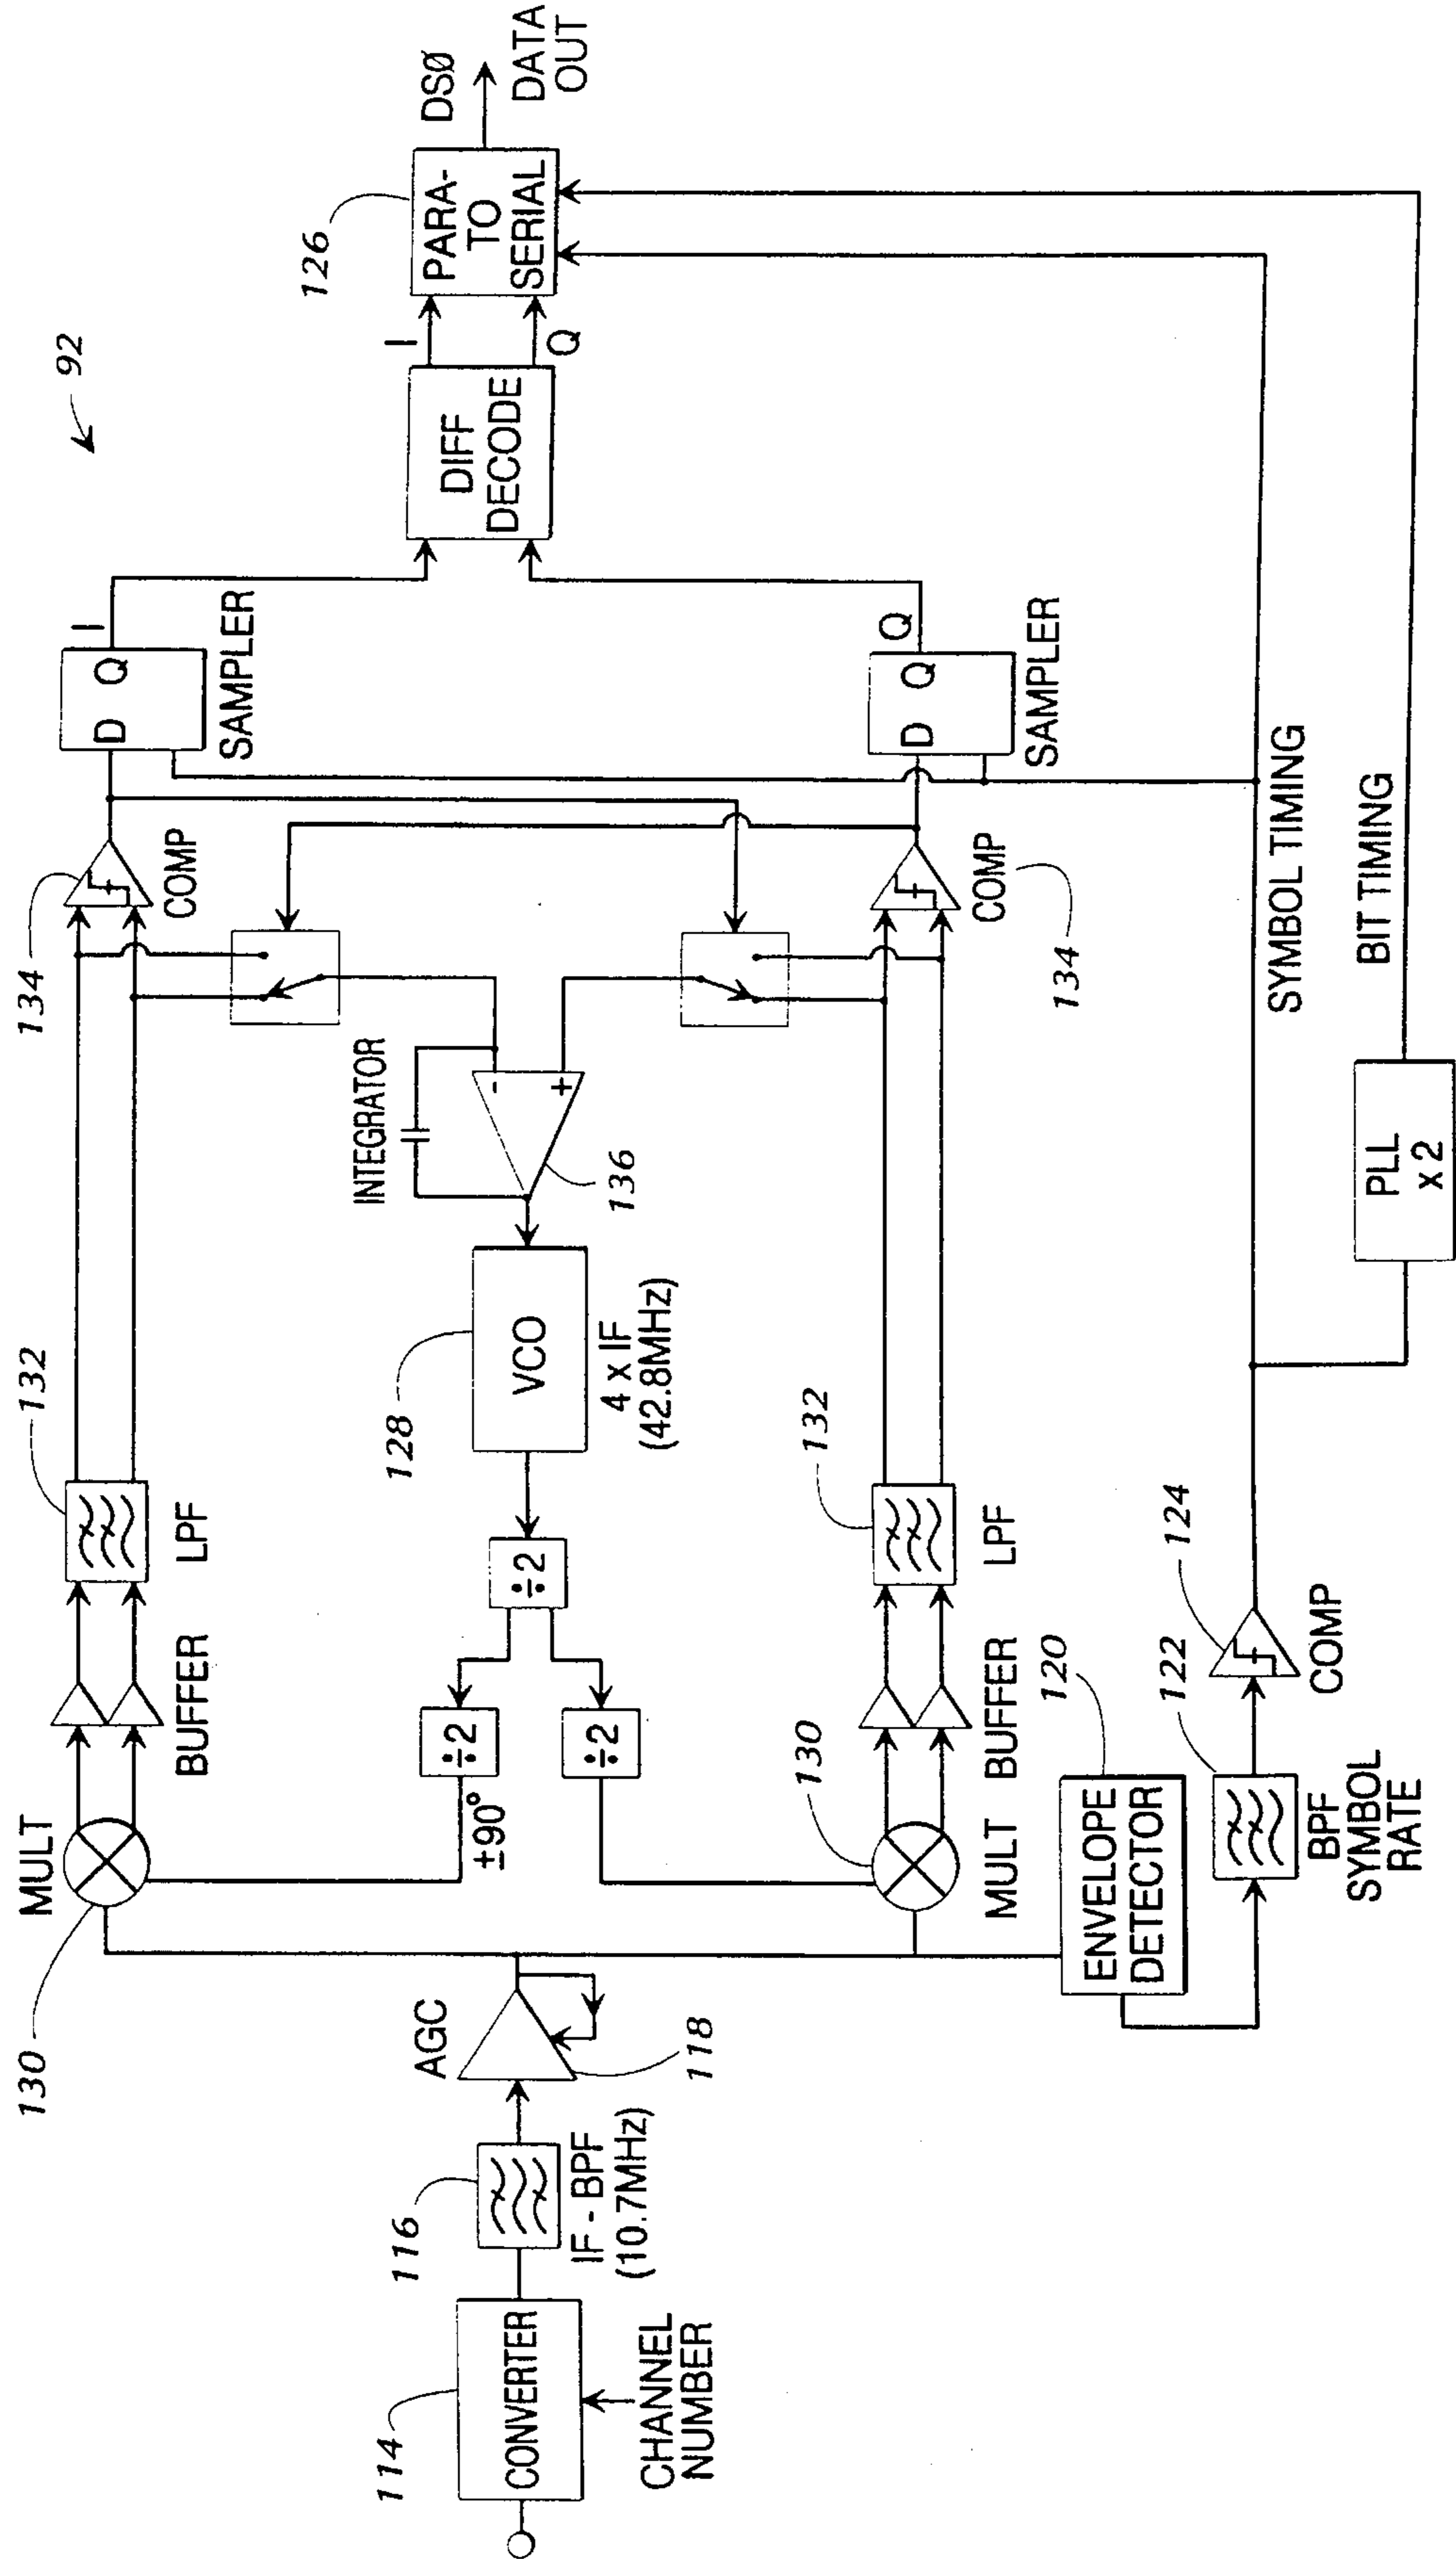 92
130
MULT
BUFFER
132
LPF
134
COMP
D Q
SAMPLER
I
114
CONVERTER
CHANNEL
NUMBER
116
IF - BPF
(10.7MHz)
AGC
118
±90°
÷2
÷2
÷2
128
VCO
4 x IF
(42.8MHz)
INTEGRATOR
-
+
136
DIFF
DECODE
I
Q
126
PARA-
TO
SERIAL
DSØ
DATA
OUT
130
MULT
BUFFER
132
LPF
COMP
134
D Q
SAMPLER
Q
120
ENVELOPE
DETECTOR
122
BPF
SYMBOL
RATE
124
COMP
SYMBOL TIMING
PLL
x 2
BIT TIMING